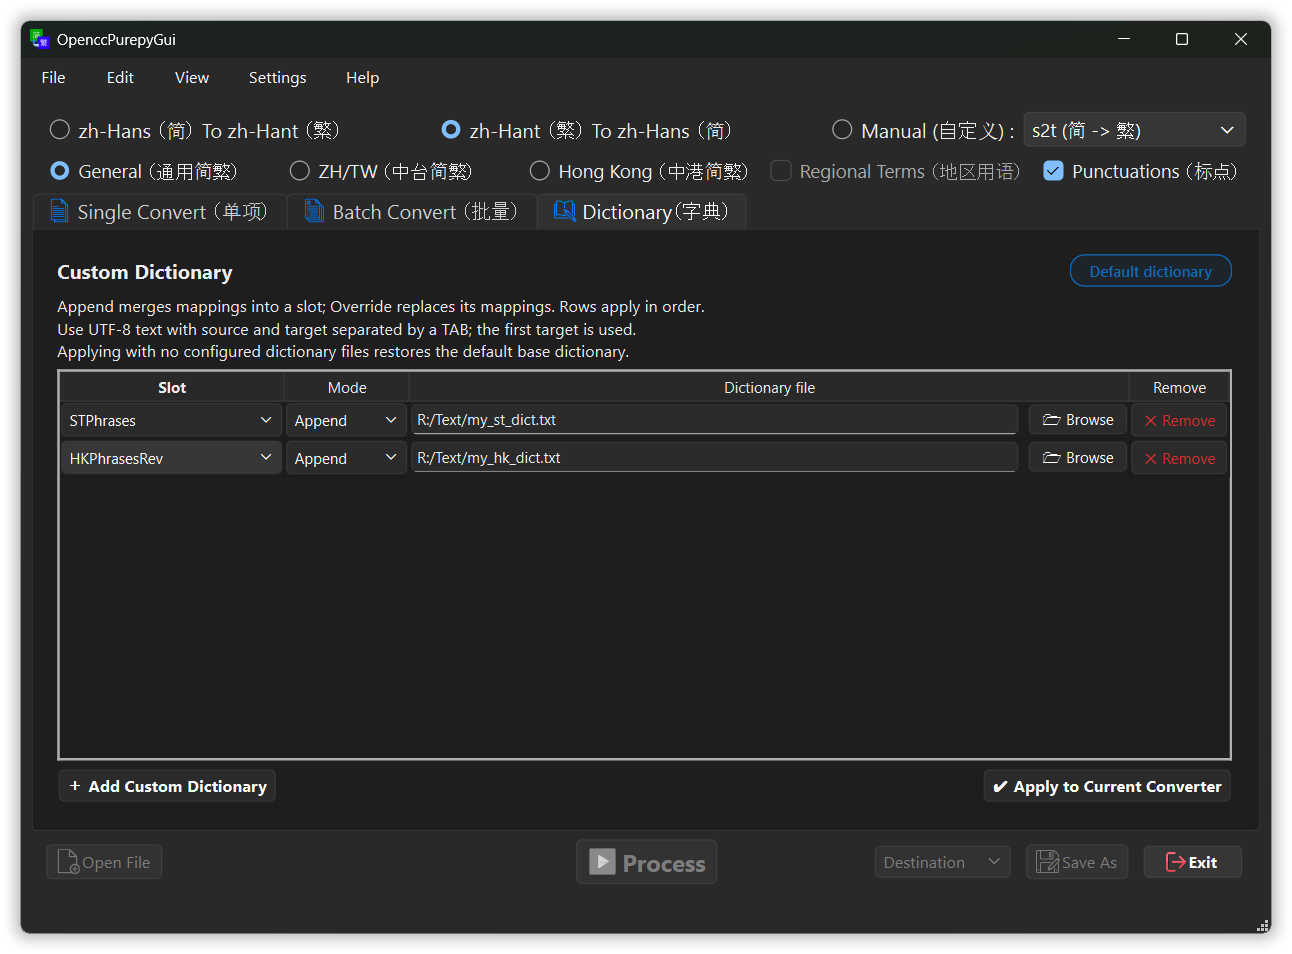 OpenccPurepyGui
File Edit View Settings Help
zh-Hans (简) To zh-Hant (繁) zh-Hant (繁) To zh-Hans (简) Manual (自定义) : s2t (简 -> 繁)
General (通用简繁) ZH/TW (中台简繁) Hong Kong (中港简繁) Regional Terms (地区用语) Punctuations (标点)
Single Convert (单项) Batch Convert (批量) Dictionary(字典)
Custom Dictionary Default dictionary
Append merges mappings into a slot; Override replaces its mappings. Rows apply in order.
Use UTF-8 text with source and target separated by a TAB; the first target is used.
Applying with no configured dictionary files restores the default base dictionary.
Slot Mode Dictionary file Remove
STPhrases Append R:/Text/my_st_dict.txt Browse Remove
HKPhrasesRev Append R:/Text/my_hk_dict.txt Browse Remove
+ Add Custom Dictionary ✔ Apply to Current Converter
Open File Process Destination Save As Exit